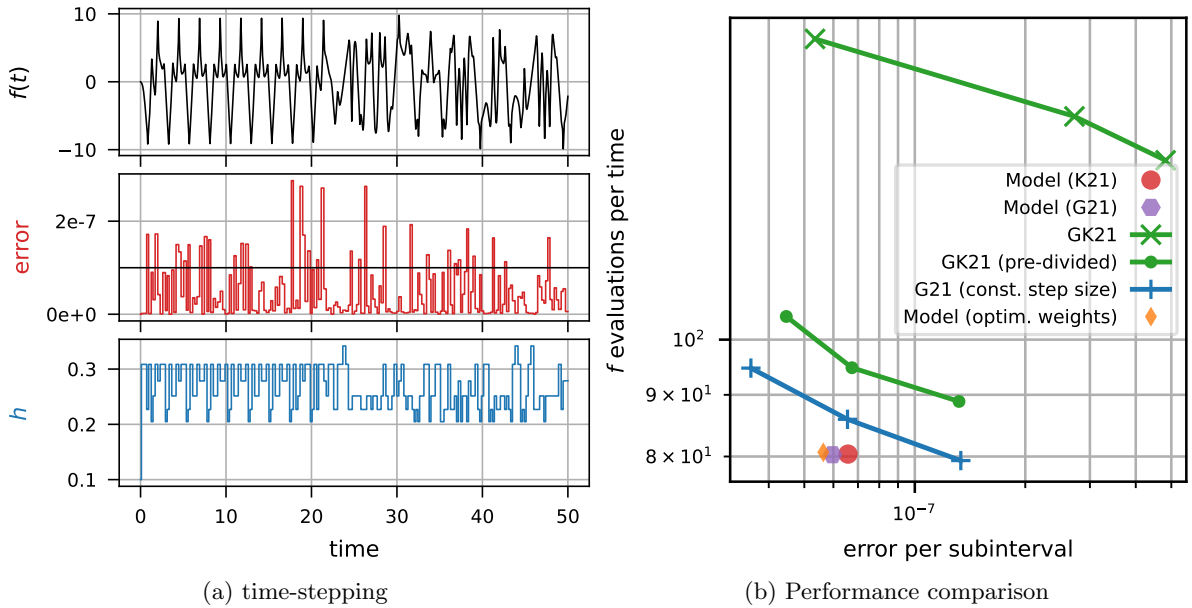 10
0
−10
f(t)
2e-7
0e+0
error
0.3
0.2
0.1
h
0
10
20
30
40
50
time
(a) time-stepping
f evaluations per time
10²
9 × 10¹
8 × 10¹
Model (K21)
Model (G21)
GK21
GK21 (pre-divided)
G21 (const. step size)
Model (optim. weights)
10⁻⁷
error per subinterval
(b) Performance comparison